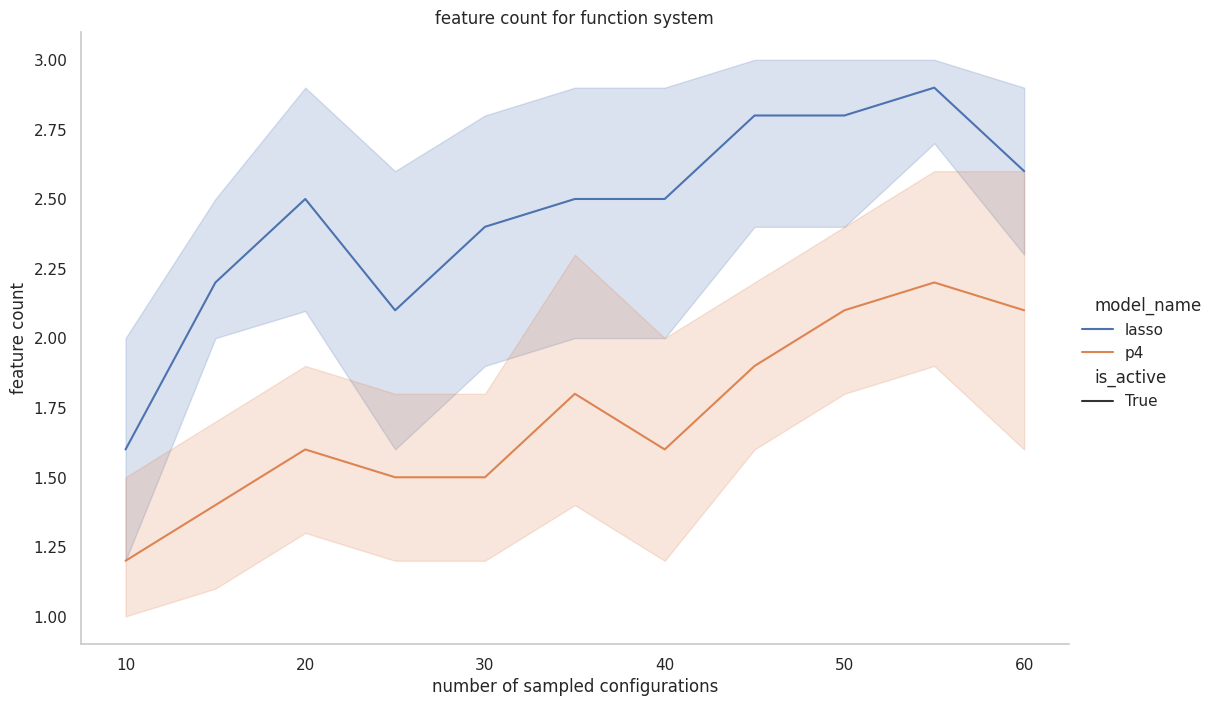 feature count for function system
3.00
2.75
2.50
2.25
2.00
1.75
1.50
1.25
1.00
feature count
10
20
30
40
50
60
number of sampled configurations
model_name
lasso
p4
is_active
True